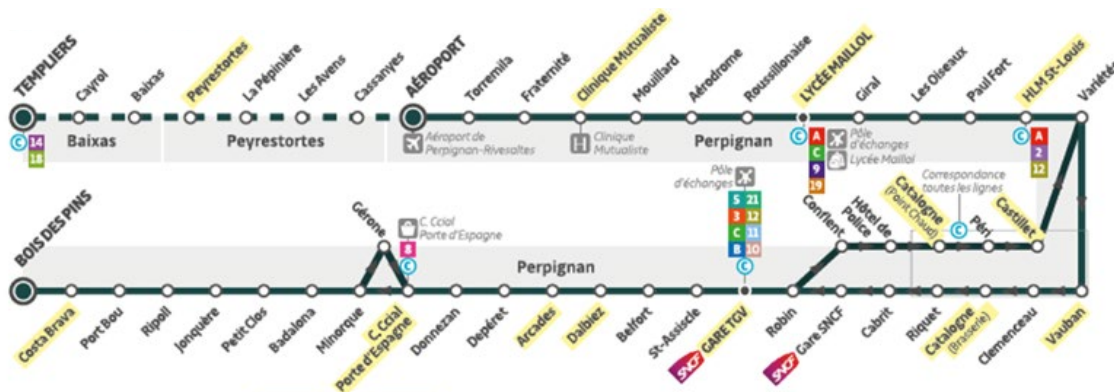 TEMPLIERS
Cayrol
Baixas
Peyrestortes
La Pépinière
Les Avens
Cassanyes
AÉROPORT
Torremila
Fraternité
Clinique Mutualiste
Mouillard
Aérodrome
Roussillonaise
LYCÉE MAILLOL
Giral
Les Oiseaux
Paul Fort
HLM St-Louis
Variétés
C 14
18
Baixas
Peyrestortes
Aéroport de
Perpignan-Rivesaltes
H Clinique
Mutualiste
Perpignan
C A
C
9
19
Pôle
d'échanges
Lycée Maillol
C A
2
12
Correspondance
toutes les lignes
C
Pôle
d'échanges
5 21
3 12
C 11
B 10
C
Conflent
Hôtel de
Police
Catalogne
(Point Chaud)
Péri
Castillet
BOIS DES PINS
Gérone
C. Ccial
Porte d'Espagne
8
C
Perpignan
Costa Brava
Port Bou
Ripoll
Jonquère
Petit Clos
Badalona
Minorque
C. Ccial
Porte d'Espagne
Donnezan
Depéret
Arcades
Dalbiez
Belfort
St-Assiscle
GARE TGV
SNCF
Robin
Gare SNCF
SNCF
Cabrit
Riquet
Catalogne
(Brasserie)
Clemenceau
Vauban